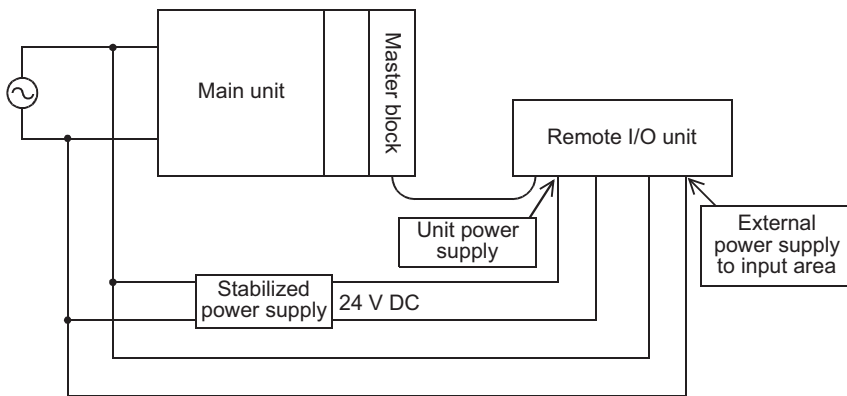 Main unit
Master block
Remote I/O unit
Unit power
supply
External
power supply
to input area
Stabilized
power supply
24 V DC